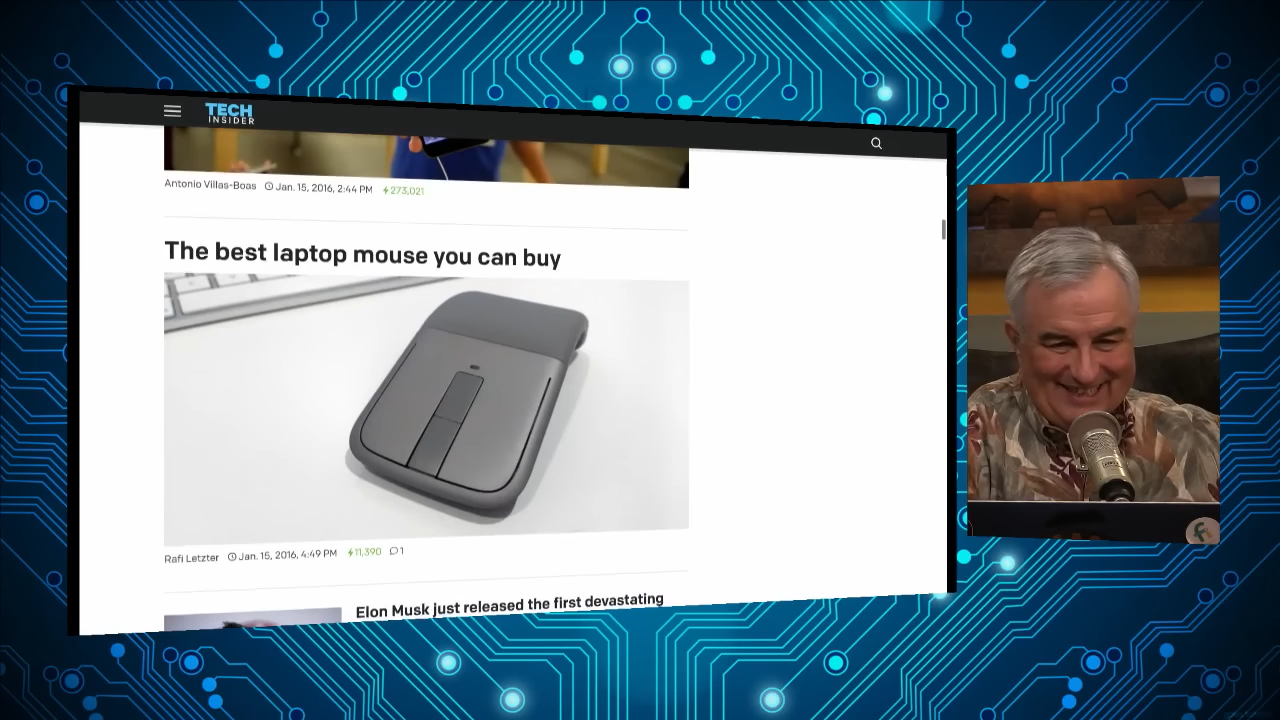 TECH
INSIDER
Antonio Villas-Boas Jan. 15, 2016, 2:44 PM 273,021
The best laptop mouse you can buy
Rafi Letzter Jan. 15, 2016, 4:49 PM 11,390 1
Elon Musk just released the first devastating